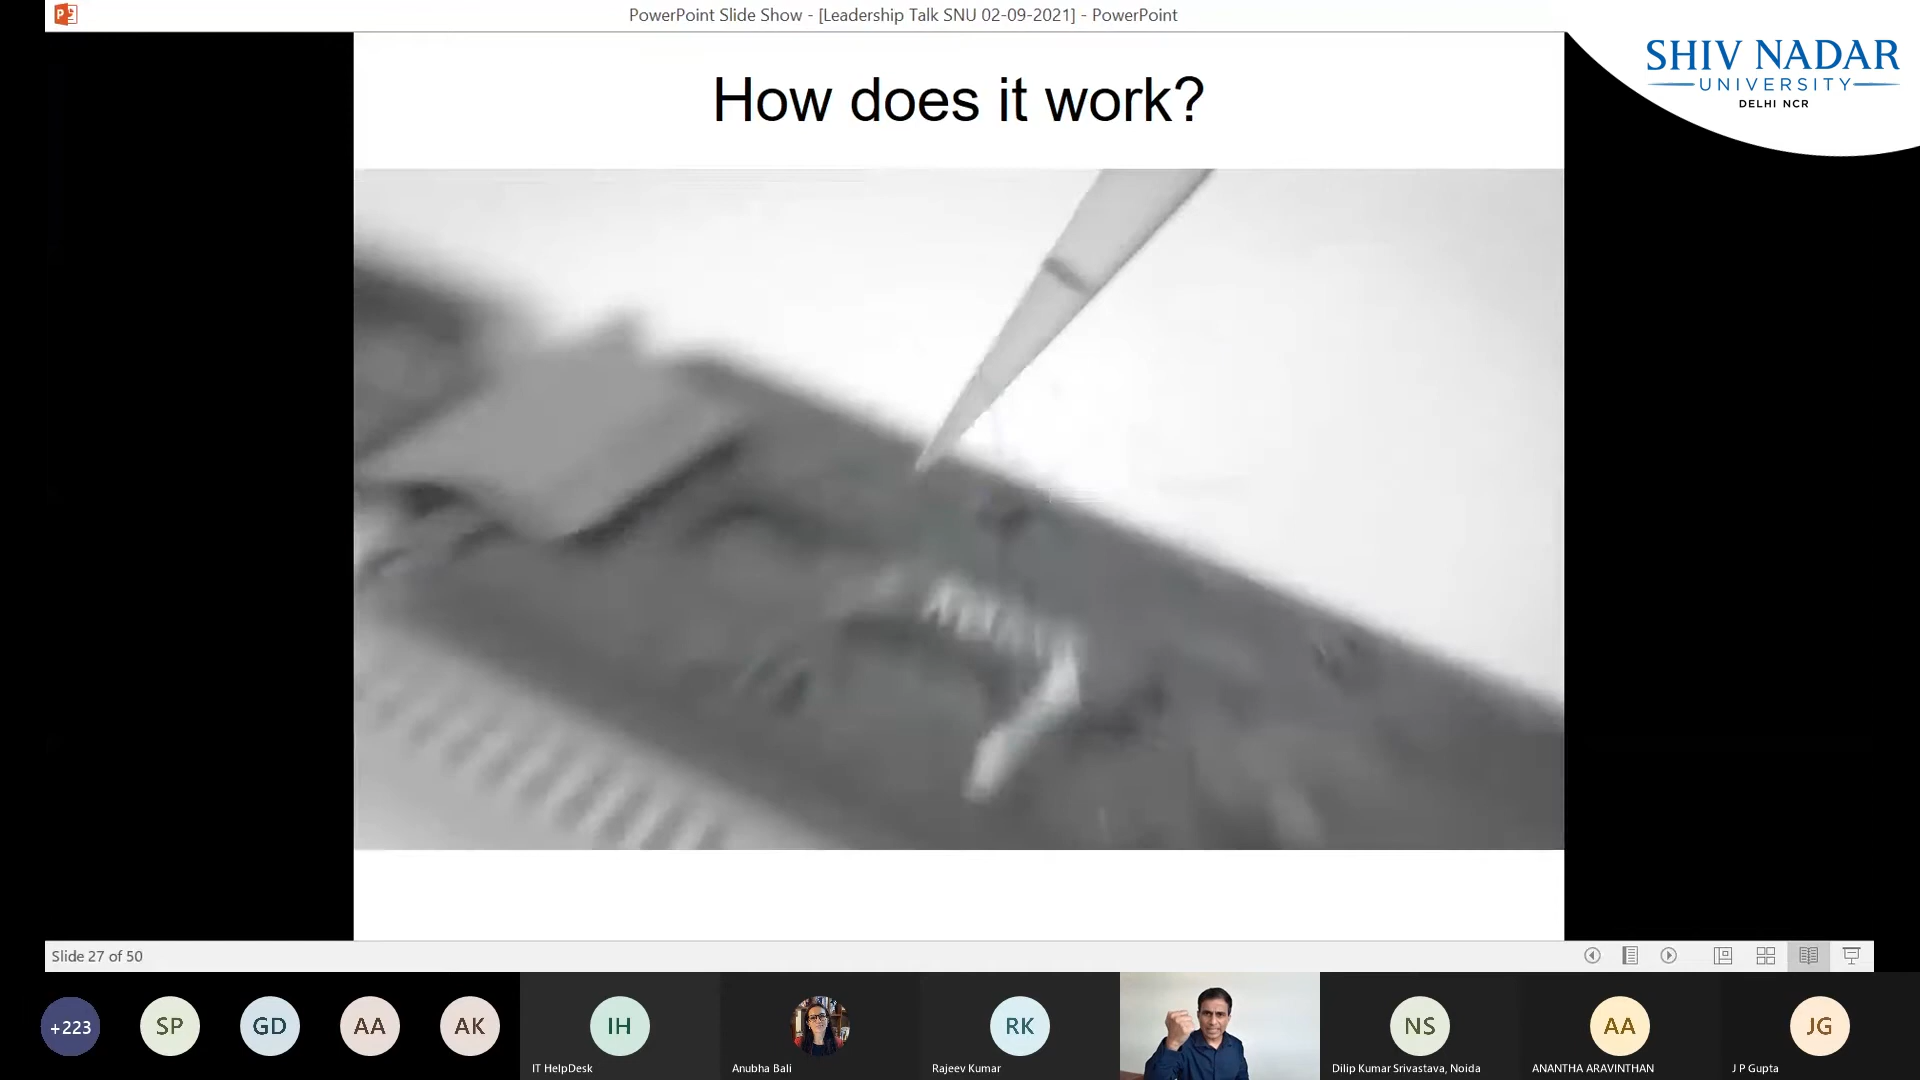 PowerPoint Slide Show - [Leadership Talk SNU 02-09-2021] - PowerPoint
SHIV NADAR
UNIVERSITY
DELHI NCR
How does it work?
Slide 27 of 50
+223
SP
GD
AA
AK
IH
RK
NS
AA
JG
IT HelpDesk
Anubha Bali
Rajeev Kumar
Dilip Kumar Srivastava, Noida
ANANTHA ARAVINTHAN
J P Gupta